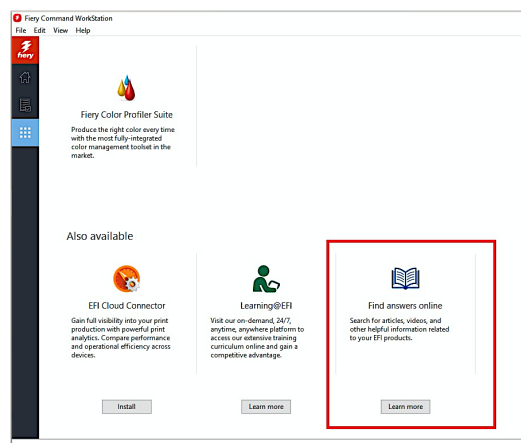 Fiery Command WorkStation
File Edit View Help
fiery
Fiery Color Profiler Suite
Produce the right color every time
with the most fully-integrated
color management toolset in the
market.
Also available
EFI Cloud Connector
Gain full visibility into your print
production with powerful print
analytics. Compare performance
and operational efficiency across
devices.
Install
Learning@EFI
Visit our on-demand, 24/7,
anytime, anywhere platform to
access our extensive training
curriculum online and gain a
competitive advantage.
Learn more
Find answers online
Search for articles, videos, and
other helpful information related
to your EFI products.
Learn more